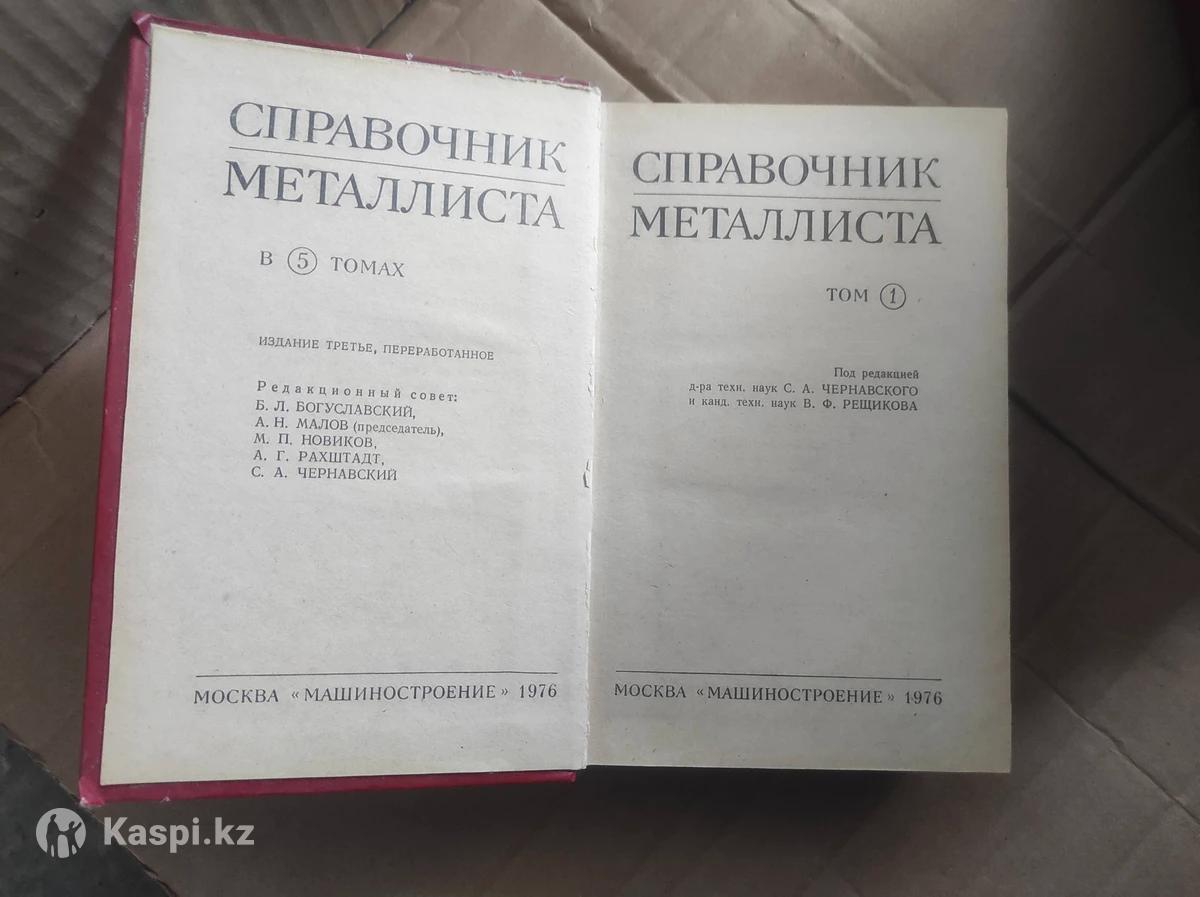 СПРАВОЧНИК
МЕТАЛЛИСТА
В 5 ТОМАХ
ИЗДАНИЕ ТРЕТЬЕ, ПЕРЕРАБОТАННОЕ
Редакционный совет:
Б. Л. БОГУСЛАВСКИЙ,
А. Н. МАЛОВ (председатель),
М. П. НОВИКОВ,
А. Г. РАХШТАДТ,
С. А. ЧЕРНАВСКИЙ
МОСКВА «МАШИНОСТРОЕНИЕ» 1976
СПРАВОЧНИК
МЕТАЛЛИСТА
ТОМ 1
Под редакцией
д-ра техн. наук С. А. ЧЕРНАВСКОГО
и канд. техн. наук В. Ф. РЕЩИКОВА
МОСКВА «МАШИНОСТРОЕНИЕ» 1976
Kaspi.kz